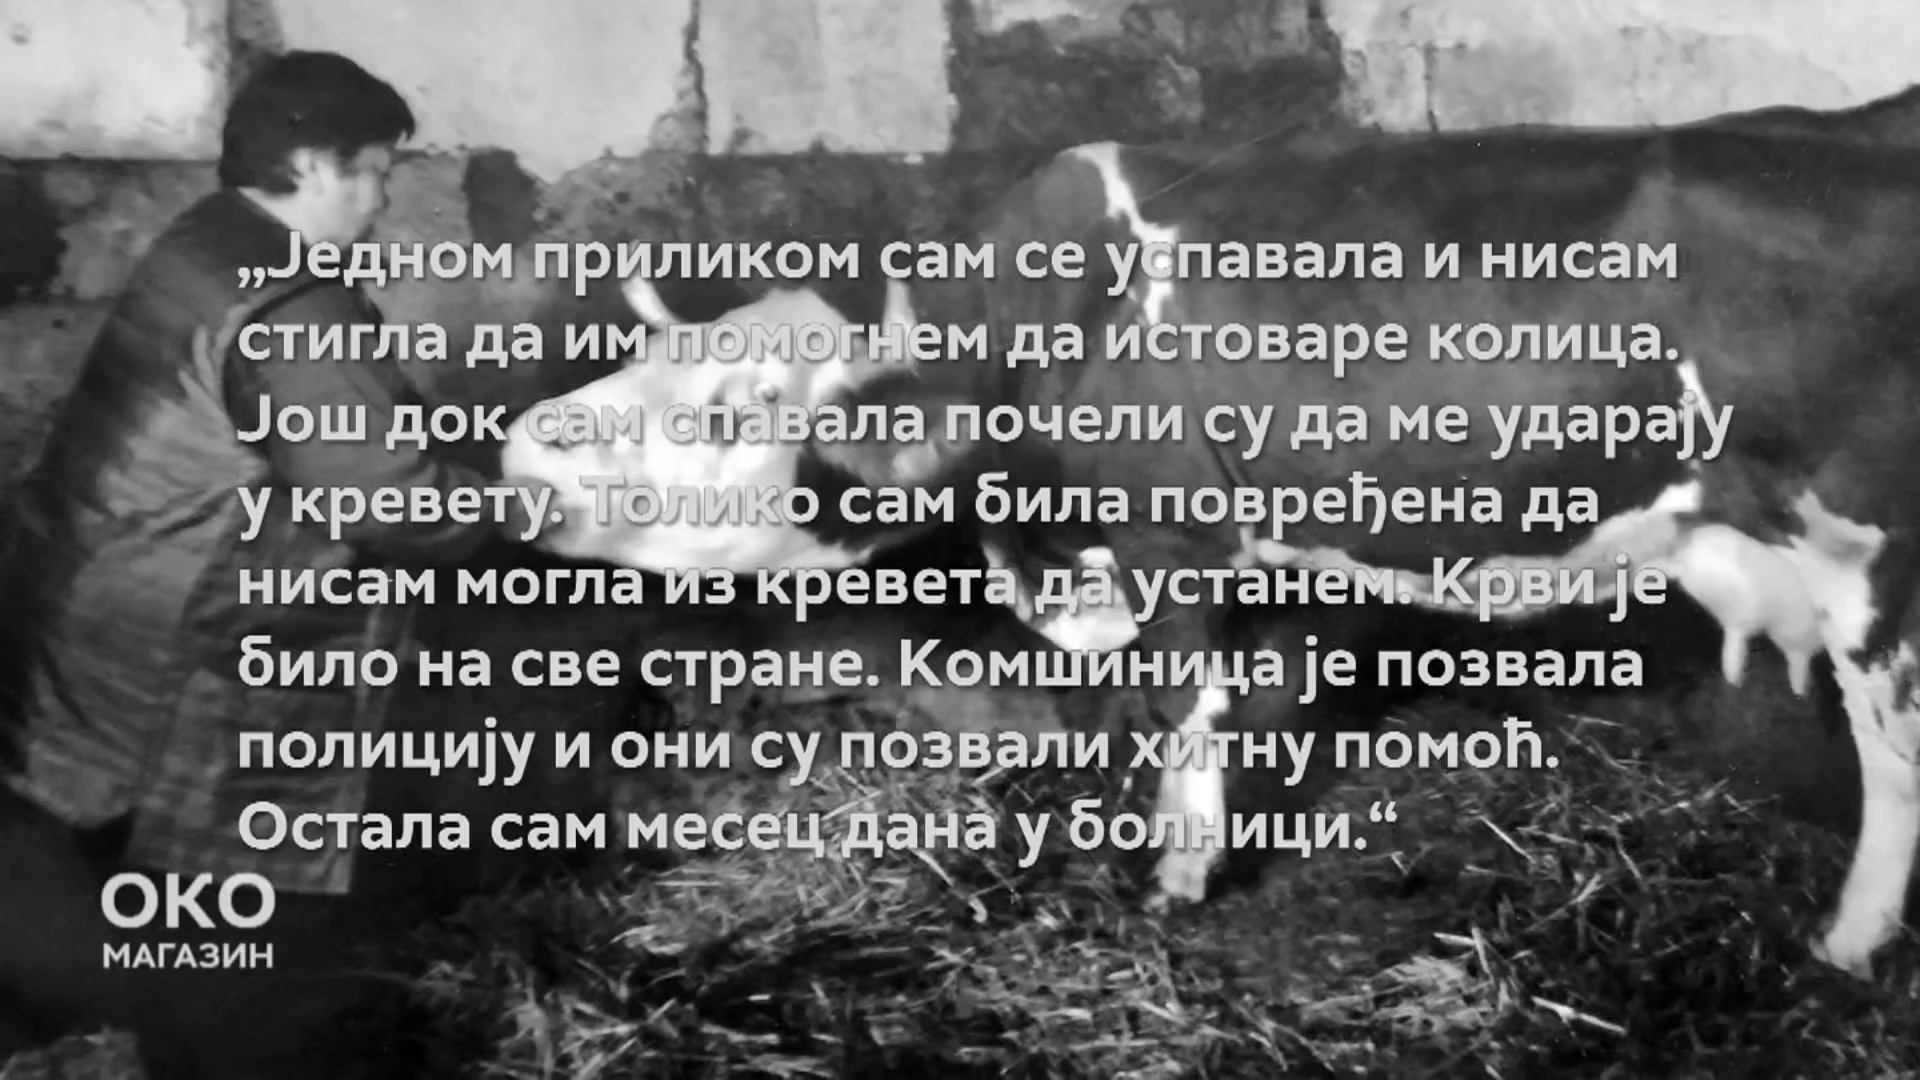 „Једном приликом сам се успавала и нисам
стигла да им помогнем да истоваре колица.
Још док сам спавала почели су да ме ударају
у кревету. Толико сам била повређена да
нисам могла из кревета да устанем. Крви је
било на све стране. Комшиница је позвала
полицију и они су позвали хитну помоћ.
Остала сам месец дана у болници.“
ОКО
МАГАЗИН